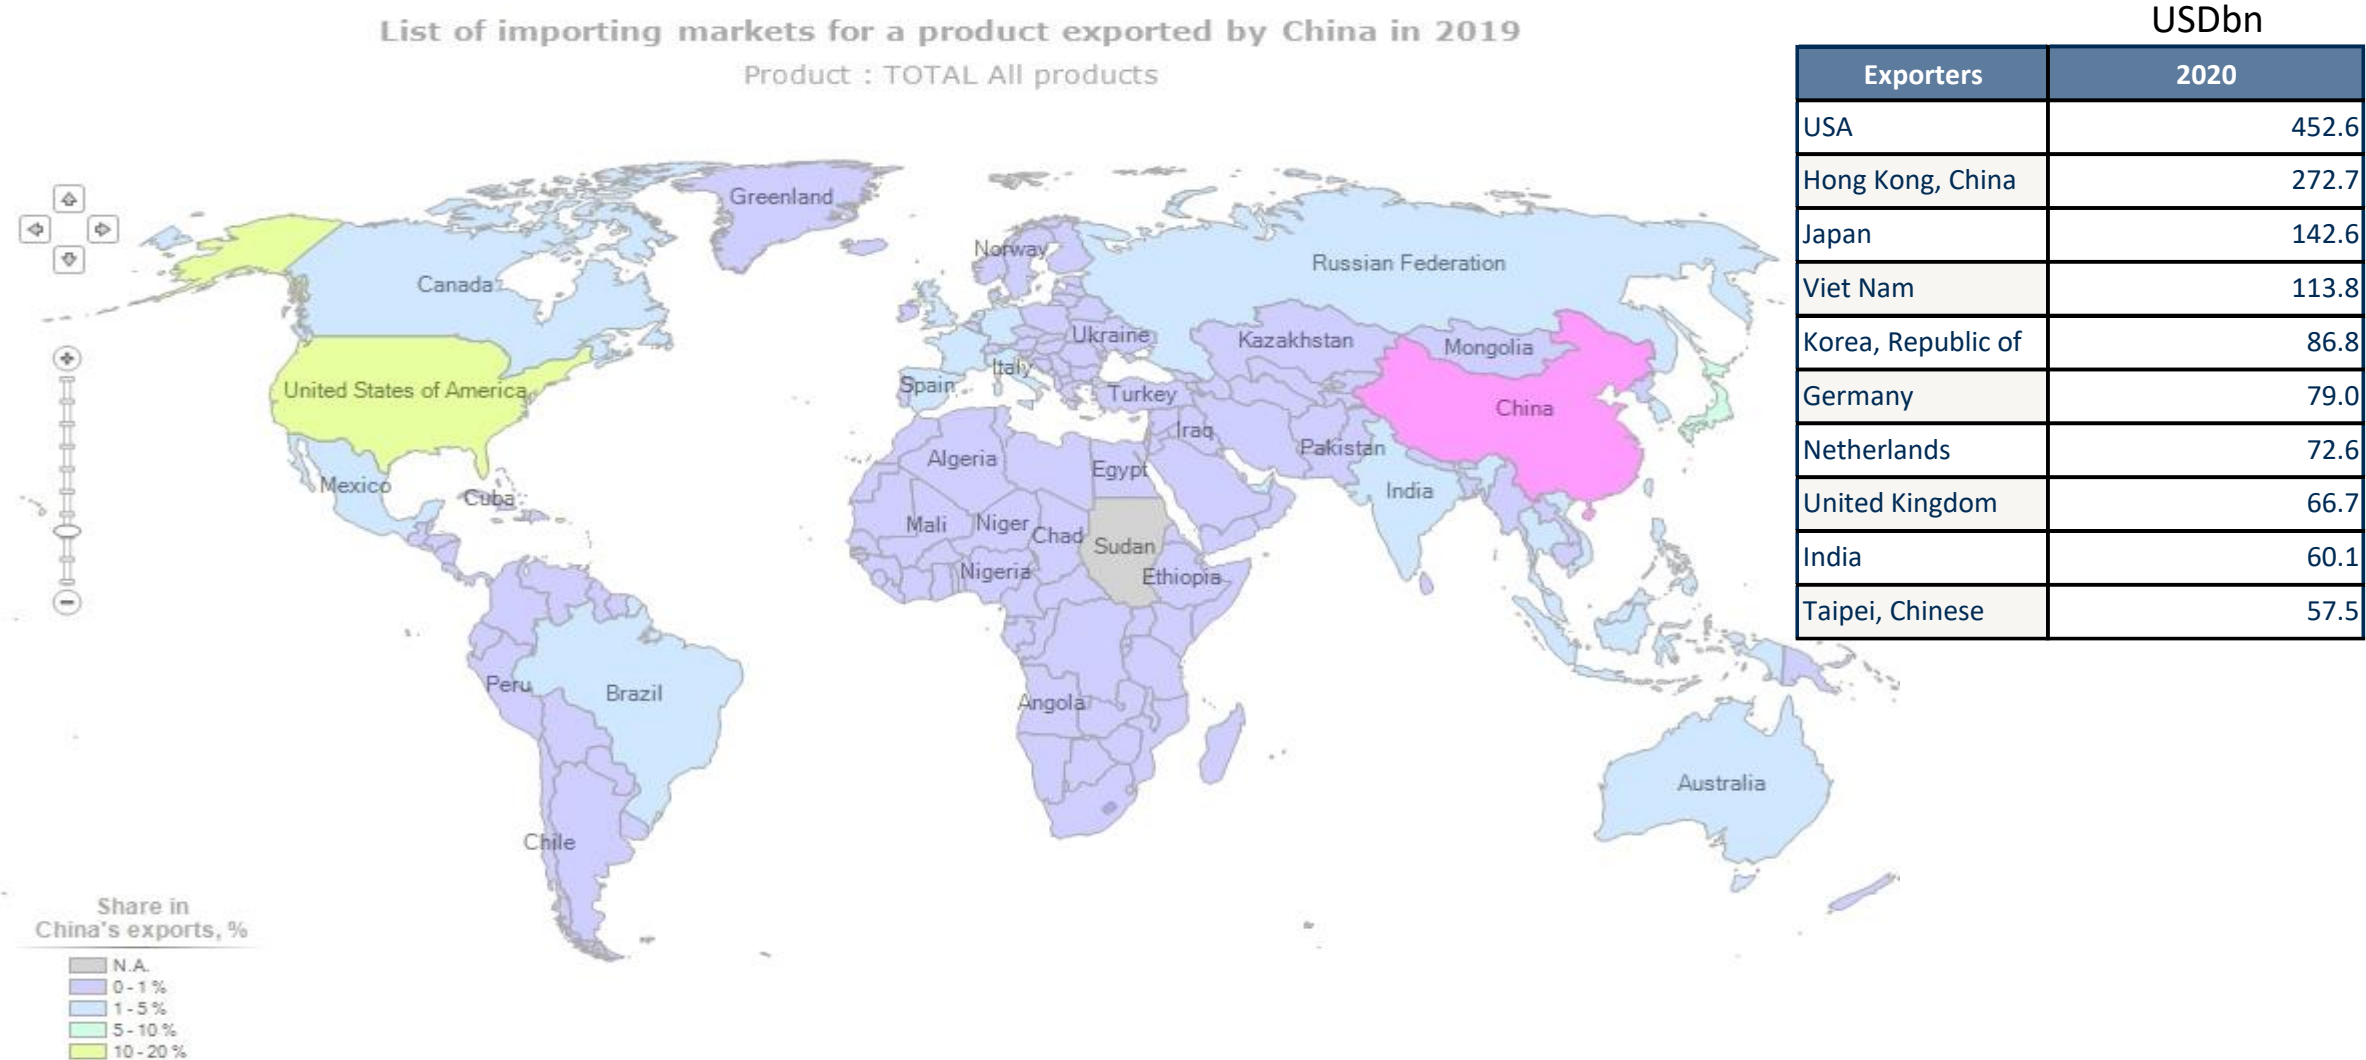 List of importing markets for a product exported by China in 2019
Product : TOTAL All products
USDbn
Exporters 2020
USA 452.6
Hong Kong, China 272.7
Japan 142.6
Viet Nam 113.8
Korea, Republic of 86.8
Germany 79.0
Netherlands 72.6
United Kingdom 66.7
India 60.1
Taipei, Chinese 57.5
Greenland
Norway
Russian Federation
Canada
Ukraine
Kazakhstan
Mongolia
Italy
United States of America
Spain
Turkey
China
Iraq
Pakistan
Algeria
Egypt
Mexico
Cuba
India
Mali
Niger
Chad
Sudan
Nigeria
Ethiopia
Peru
Brazil
Angola
Australia
Chile
Share in
China's exports, %
N.A.
0 - 1 %
1 - 5 %
5 - 10 %
10 - 20 %